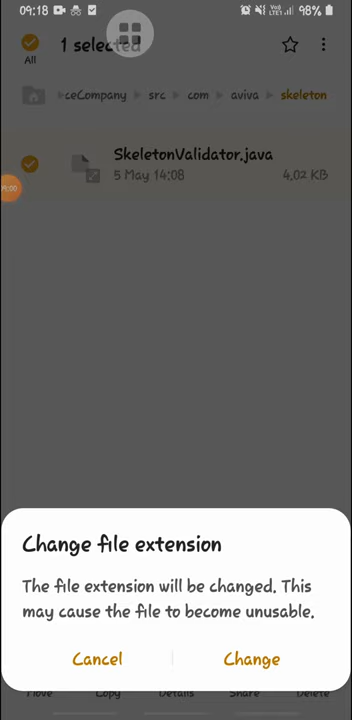 09:18 98%
1 selected
All
ceCompany src com aviva skeleton
SkeletonValidator.java
5 May 14:08 4.02 KB
Change file extension
The file extension will be changed. This
may cause the file to become unusable.
Cancel Change
Move Copy Details Share Delete